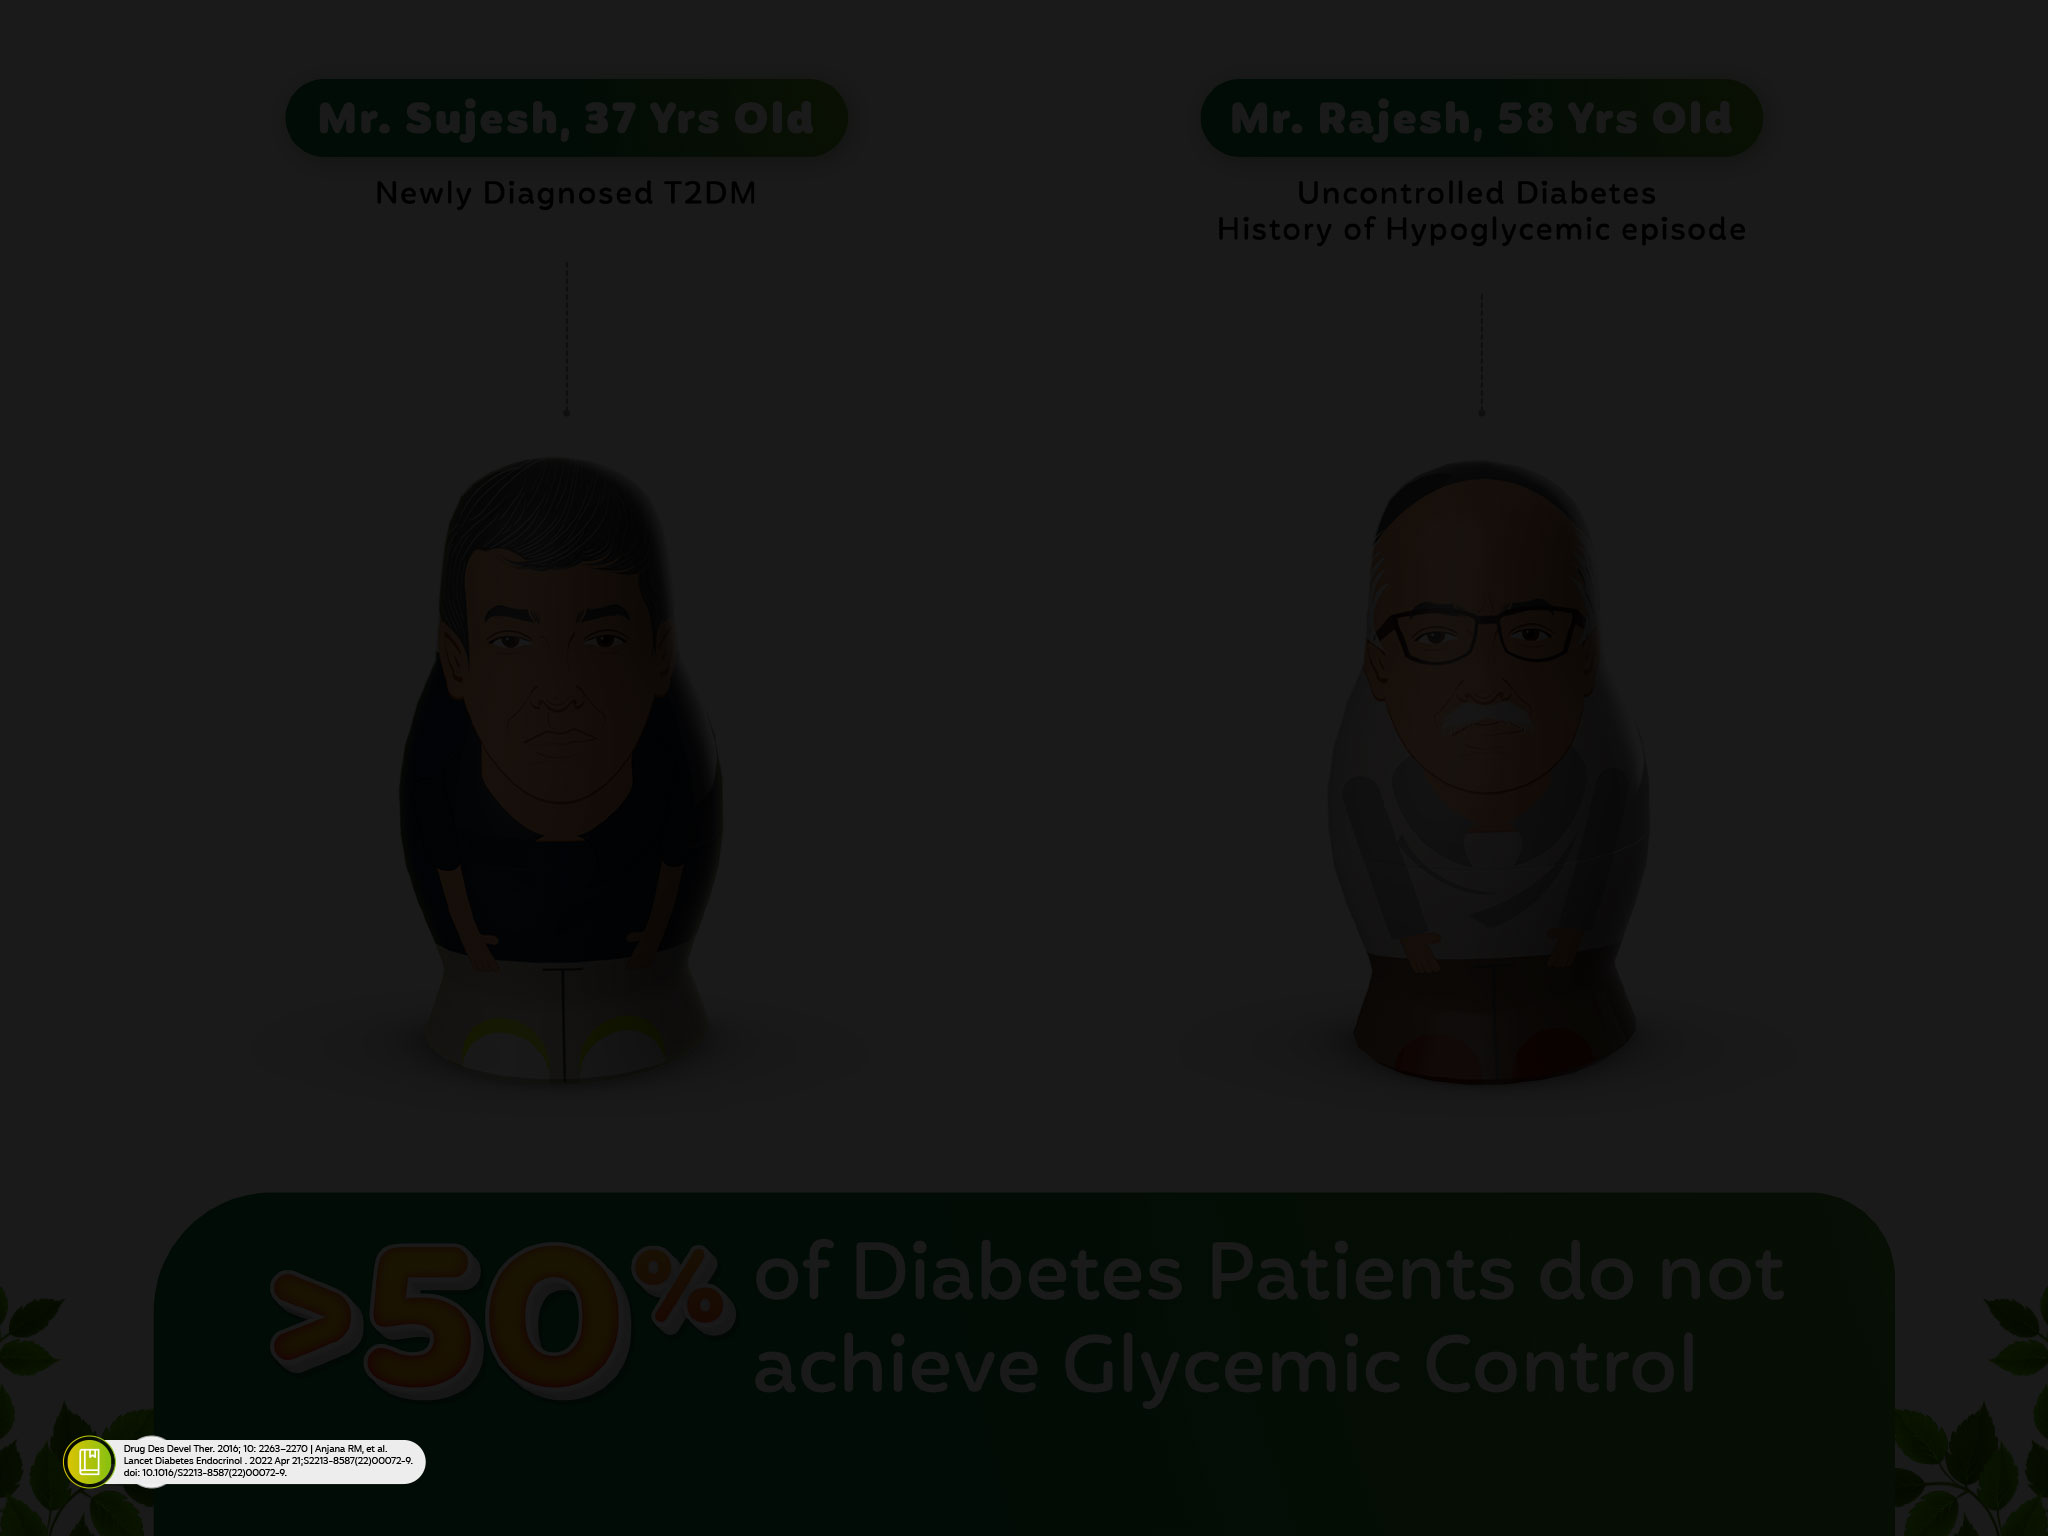 Mr. Sujesh, 37 Yrs Old
Newly Diagnosed T2DM
Mr. Rajesh, 58 Yrs Old
Uncontrolled Diabetes
History of Hypoglycemic episode
>50% of Diabetes Patients do not
achieve Glycemic Control
Drug Des Devel Ther. 2016; 10: 2263–2270 | Anjana RM, et al.
Lancet Diabetes Endocrinol . 2022 Apr 21;S2213-8587(22)00072-9.
doi: 10.1016/S2213-8587(22)00072-9.